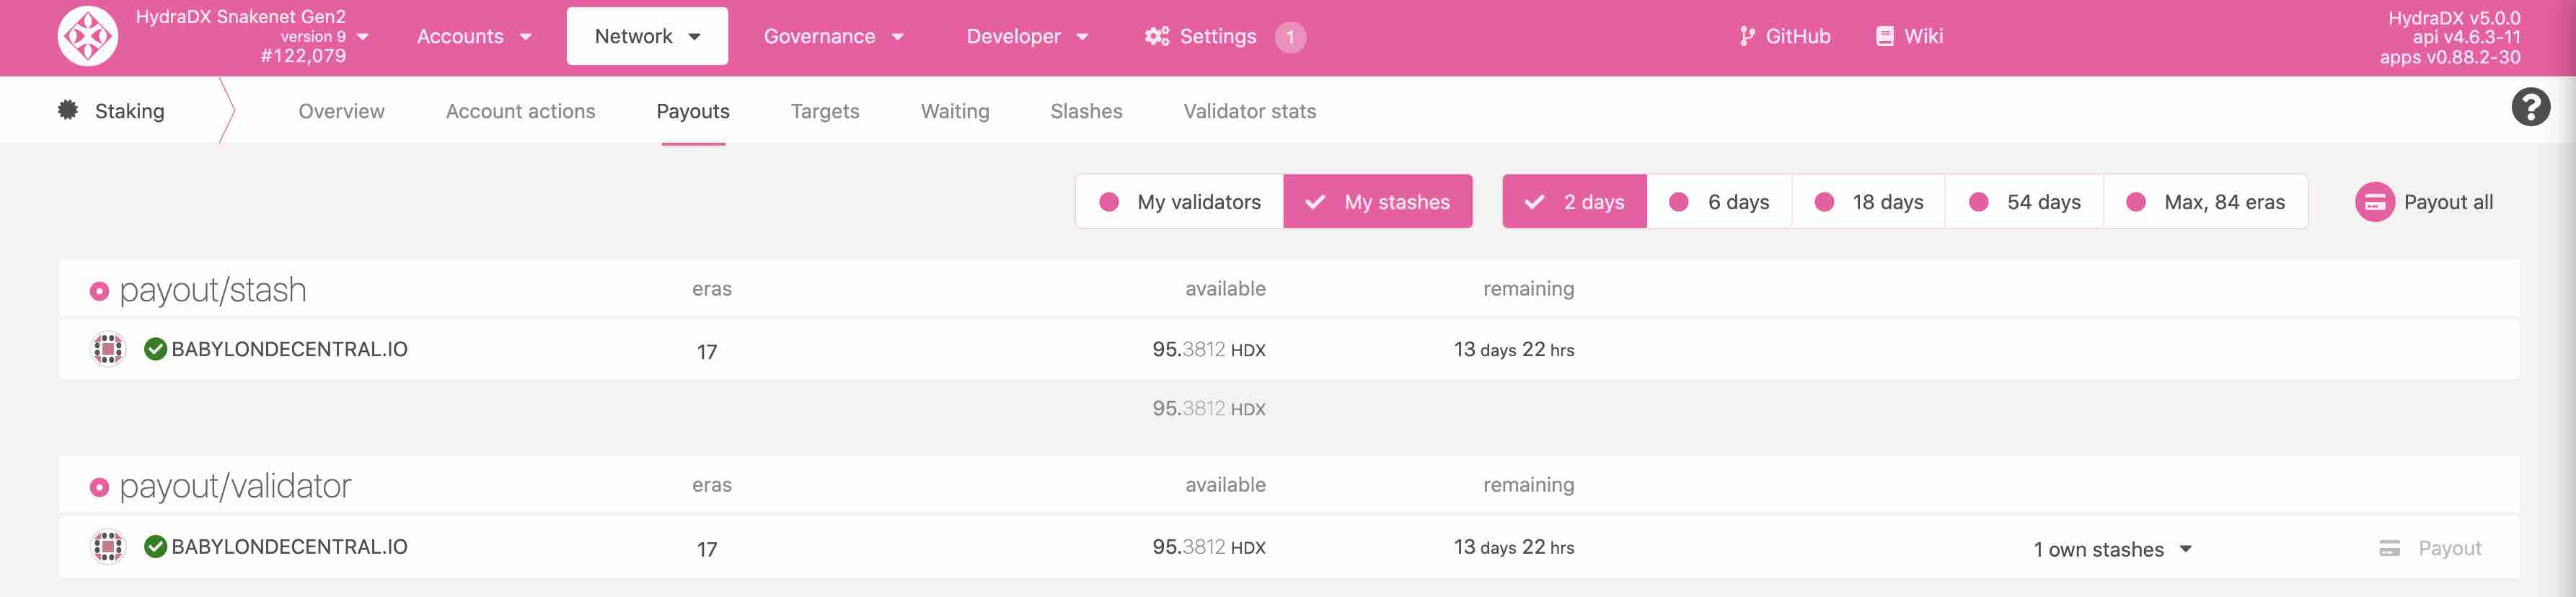 HydraDX Snakenet Gen2
version 9
#122,079
Accounts
Network
Governance
Developer
Settings 1
GitHub
Wiki
HydraDX v5.0.0
api v4.6.3-11
apps v0.88.2-30
Staking
Overview
Account actions
Payouts
Targets
Waiting
Slashes
Validator stats
?
My validators
My stashes
2 days
6 days
18 days
54 days
Max, 84 eras
Payout all
payout/stash eras available remaining
BABYLONDECENTRAL.IO 17 95.3812 HDX 13 days 22 hrs
95.3812 HDX
payout/validator eras available remaining
BABYLONDECENTRAL.IO 17 95.3812 HDX 13 days 22 hrs 1 own stashes Payout